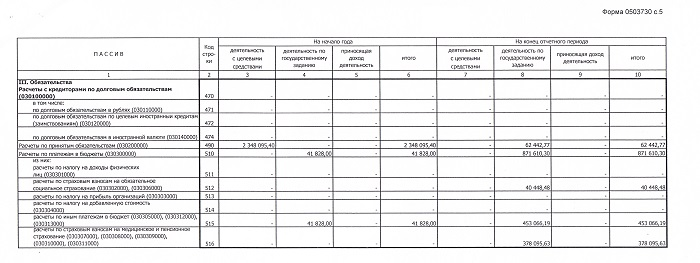 Форма 0503730 с.5
П А С С И В
Код стро- ки
На начало года
На конец отчетного периода
деятельность с целевыми средствами
деятельность по государственному заданию
приносящая доход деятельность
итого
деятельность с целевыми средствами
деятельность по государственному заданию
приносящая доход деятельность
итого
1 2 3 4 5 6 7 8 9 10
III. Обязательства
Расчеты с кредиторами по долговым обязательствам
(030100000) 470 - - - - - - - -
в том числе:
по долговым обязательствам в рублях (030110000) 471 - - - - - - - -
по долговым обязательствам по целевым иностранным кредитам
(заимствованиям) (030120000) 472 - - - - - - - -
по долговым обязательствам в иностранной валюте (030140000) 474 - - - - - - - -
Расчеты по принятым обязательствам (030200000) 490 2 348 095,40 - - 2 348 095,40 - 62 442,77 - 62 442,77
Расчеты по платежам в бюджеты (030300000) 510 - 41 828,00 - 41 828,00 - 871 610,30 - 871 610,30
из них:
расчеты по налогу на доходы физических
лиц (030301000) 511 - - - - - - - -
расчеты по страховым взносам на обязательное
социальное страхование (030302000), (030306000) 512 - - - - - 40 448,48 - 40 448,48
расчеты по налогу на прибыль организаций (030303000) 513 - - - - - - - -
расчеты по налогу на добавленную стоимость
(030304000) 514 - - - - - - - -
расчеты по иным платежам в бюджет (030305000), (030312000),
(030313000) 515 - 41 828,00 - 41 828,00 - 453 066,19 - 453 066,19
расчеты по страховым взносам на медицинское и пенсионное
страхование (030307000), (030308000), (030309000),
(030310000), (030311000) 516 - - - - - 378 095,63 - 378 095,63